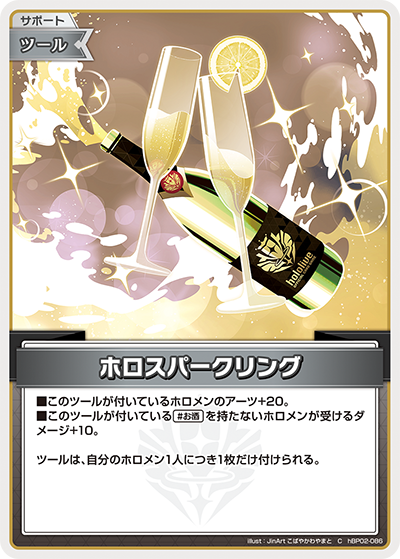 サポート
ツール
hololive
ホロスパークリング
■このツールが付いているホロメンのアーツ+20。
■このツールが付いている#お酒を持たないホロメンが受けるダ
メージ+10。
ツールは、自分のホロメン1人につき1枚だけ付けられる。
illust：JinArt こばやかわやまと C hBP02-086